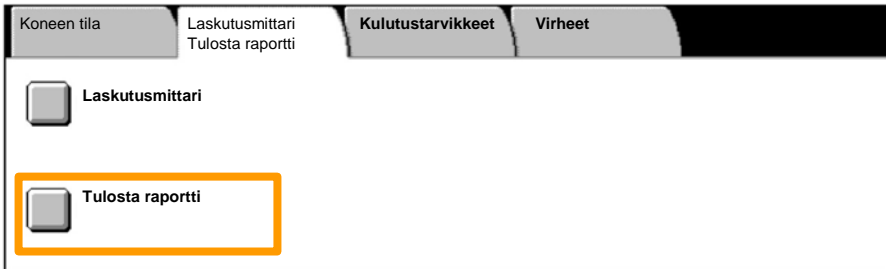 Koneen tila
Laskutusmittari
Tulosta raportti
Kulutustarvikkeet
Virheet
Laskutusmittari
Tulosta raportti